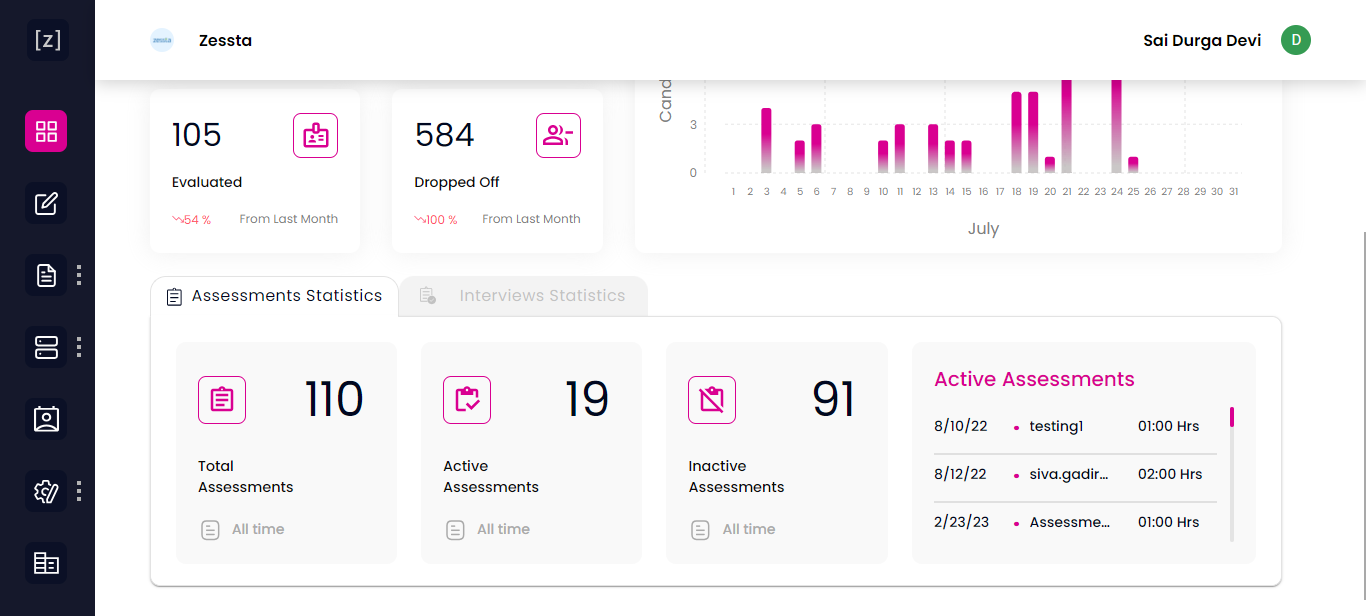 [z]
zessta
Zessta
Sai Durga Devi
D
105
Evaluated
54 %
From Last Month
584
Dropped Off
100 %
From Last Month
Cand
3
0
1 2 3 4 5 6 7 8 9 10 11 12 13 14 15 16 17 18 19 20 21 22 23 24 25 26 27 28 29 30 31
July
Assessments Statistics
Interviews Statistics
110
Total
Assessments
All time
19
Active
Assessments
All time
91
Inactive
Assessments
All time
Active Assessments
8/10/22 testing1 01:00 Hrs
8/12/22 siva.gadir... 02:00 Hrs
2/23/23 Assessme... 01:00 Hrs